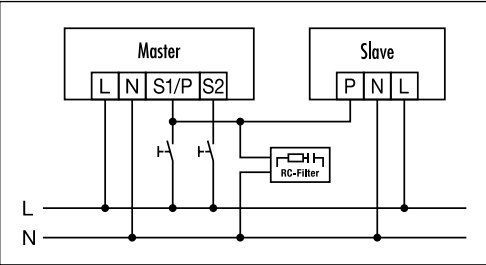 Master
Slave
L N S1/P S2
P N L
RC-Filter
L
N